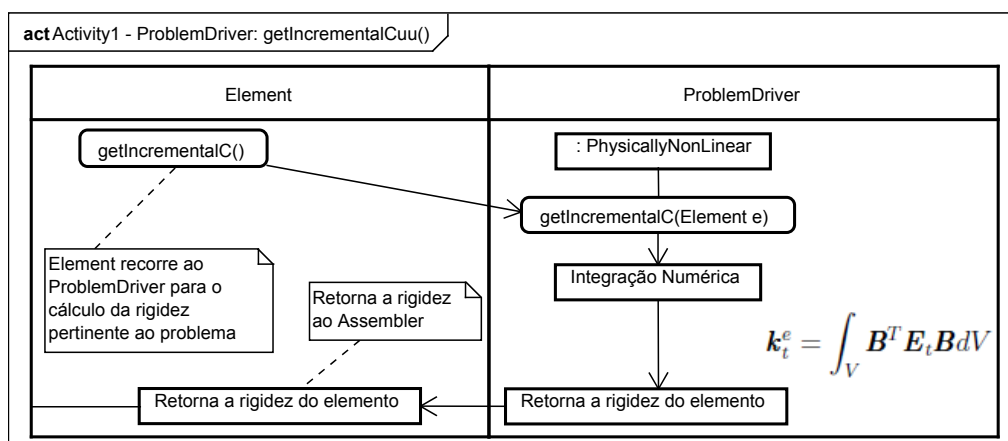 act Activity1 - ProblemDriver: getIncrementalCuu()
Element
ProblemDriver
getIncrementalC()
: PhysicallyNonLinear
getIncrementalC(Element e)
Element recorre ao
ProblemDriver para o
cálculo da rigidez
pertinente ao problema
Retorna a rigidez
ao Assembler
Integração Numérica
k_t^e = ∫_V B^T E_t B dV
Retorna a rigidez do elemento
Retorna a rigidez do elemento